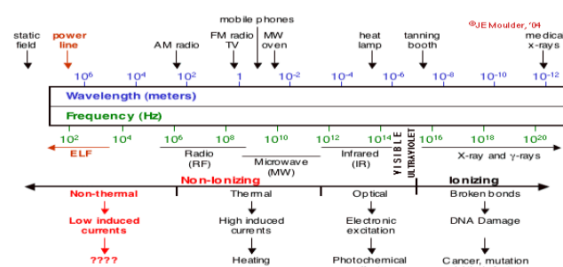 mobile phones
©JE Moulder, '04
static field
power line
AM radio
FM radio TV
MW oven
heat lamp
tanning booth
medical x-rays
10⁶ 10⁴ 10² 1 10⁻² 10⁻⁴ 10⁻⁶ 10⁻⁸ 10⁻¹⁰ 10⁻¹²
Wavelength (meters)
Frequency (Hz)
10² 10⁴ 10⁶ 10⁸ 10¹⁰ 10¹² 10¹⁴ 10¹⁶ 10¹⁸ 10²⁰
ELF
Radio (RF)
Microwave (MW)
Infrared (IR)
VISIBLE
ULTRAVIOLET
X-ray and γ-rays
Non-Ionizing
Ionizing
Non-thermal
Thermal
Optical
Broken bonds
Low induced currents
High induced currents
Electronic excitation
DNA Damage
????
Heating
Photochemical
Cancer, mutation